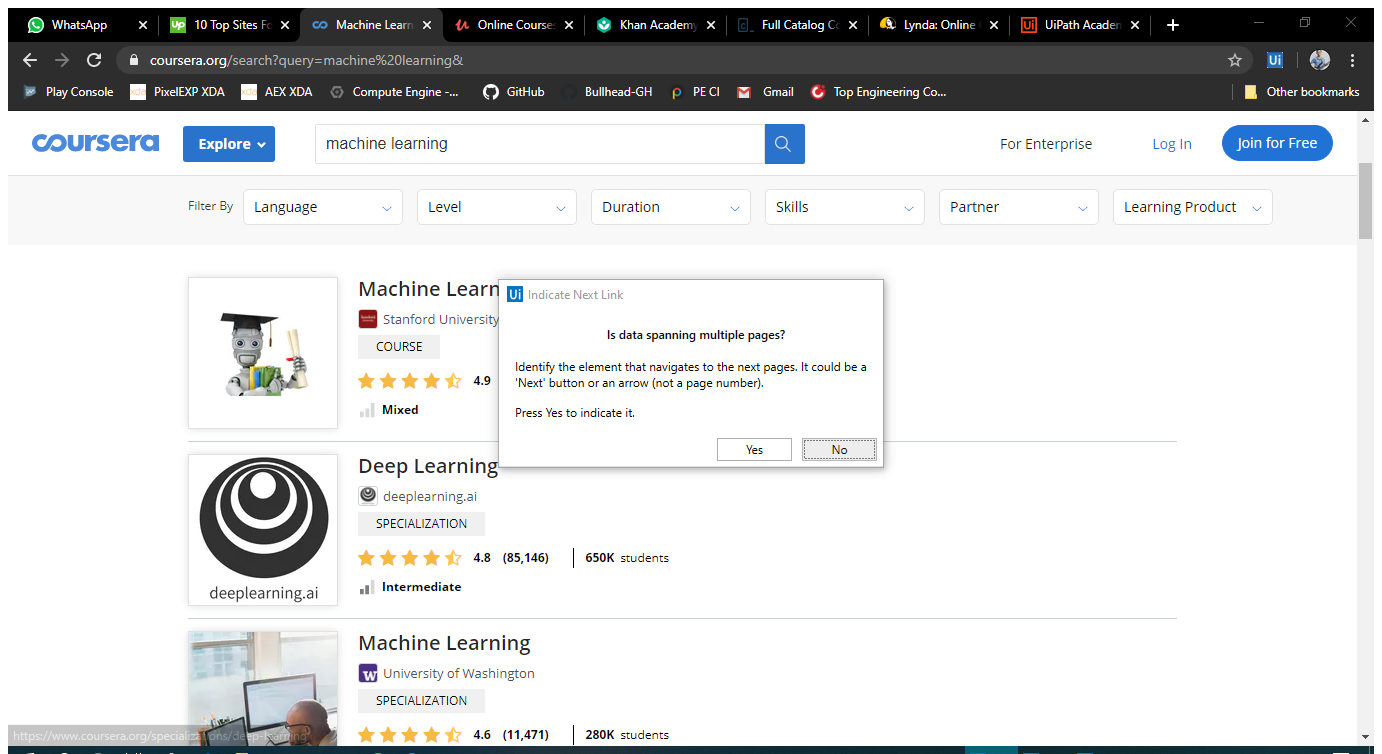 WhatsApp
10 Top Sites Fo
Machine Learn
Online Courses
Khan Academy
Full Catalog Co
Lynda: Online
UiPath Academ
coursera.org/search?query=machine%20learning&
Ui
Play Console
PixelEXP XDA
AEX XDA
Compute Engine -...
GitHub
Bullhead-GH
PE CI
Gmail
Top Engineering Co...
Other bookmarks
coursera
Explore
machine learning
For Enterprise
Log In
Join for Free
Filter By
Language
Level
Duration
Skills
Partner
Learning Product
Machine Learn
Stanford University
COURSE
4.9
Mixed
Ui Indicate Next Link
Is data spanning multiple pages?
Identify the element that navigates to the next pages. It could be a
'Next' button or an arrow (not a page number).
Press Yes to indicate it.
Yes
No
Deep Learning
deeplearning.ai
SPECIALIZATION
4.8 (85,146) 650K students
Intermediate
deeplearning.ai
Machine Learning
University of Washington
SPECIALIZATION
4.6 (11,471) 280K students
https://www.coursera.org/specializations/deep-learning